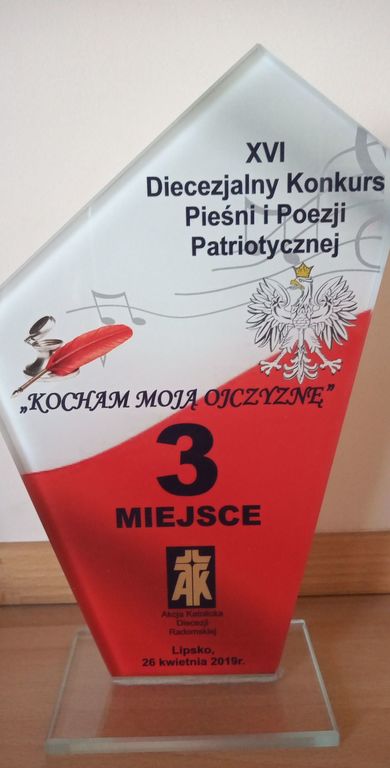 XVI
Diecezjalny Konkurs
Pieśni i Poezji
Patriotycznej
„KOCHAM MOJĄ OJCZYZNĘ”
3
MIEJSCE
AK
Akcja Katolicka
Diecezji
Radomskiej
Lipsko,
26 kwietnia 2019r.